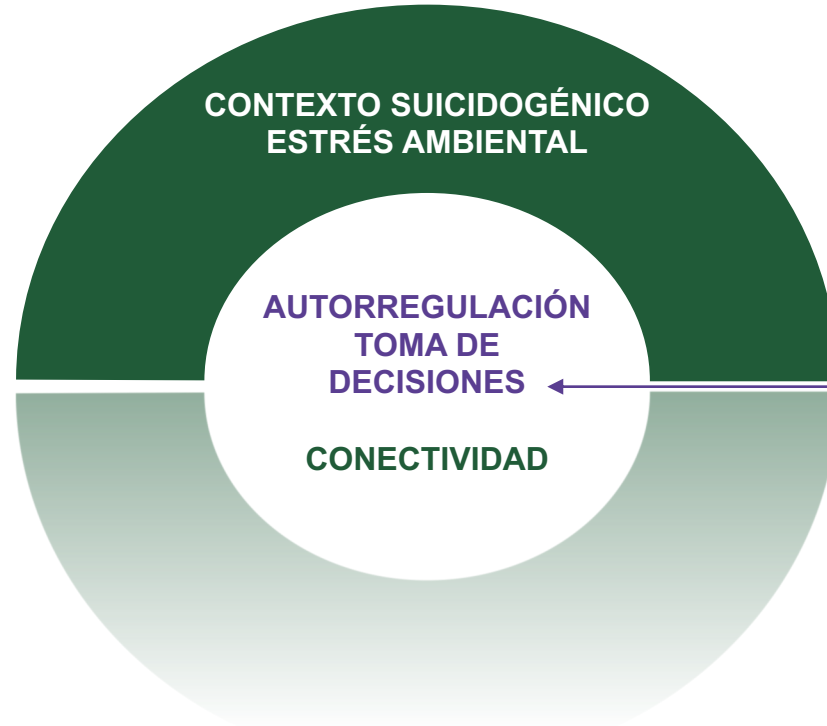 CONTEXTO SUICIDOGÉNICO
ESTRÉS AMBIENTAL
AUTORREGULACIÓN
TOMA DE
DECISIONES
CONECTIVIDAD